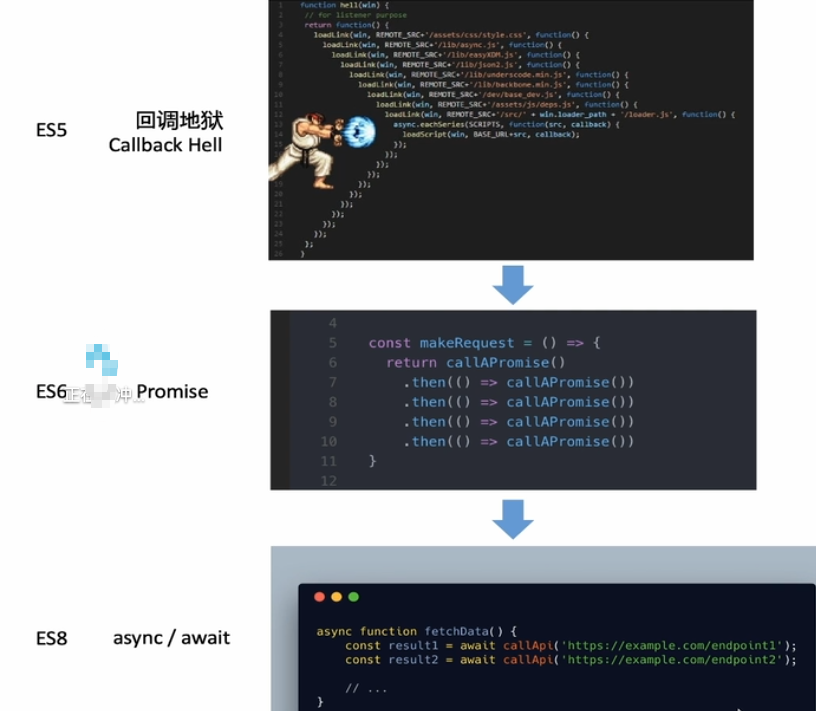 ES5
回调地狱
Callback Hell
1 function hell(win) {
2 // for listener purpose
3 return function() {
4 loadLink(win, REMOTE_SRC+'/assets/css/style.css', function() {
5 loadLink(win, REMOTE_SRC+'/lib/async.js', function() {
6 loadLink(win, REMOTE_SRC+'/lib/easyXDM.js', function() {
7 loadLink(win, REMOTE_SRC+'/lib/json2.js', function() {
8 loadLink(win, REMOTE_SRC+'/lib/underscode.min.js', function() {
9 loadLink(win, REMOTE_SRC+'/lib/backbone.min.js', function() {
10 loadLink(win, REMOTE_SRC+'/dev/base_dev.js', function() {
11 loadLink(win, REMOTE_SRC+'/assets/js/deps.js', function() {
12 loadLink(win, REMOTE_SRC+'/src/' + win.loader_path + '/loader.js', function() {
13 async.eachSeries(SCRIPTS, function(src, callback) {
14 loadScript(win, BASE_URL+src, callback);
15 });
16 });
17 });
18 });
19 });
20 });
21 });
22 });
23 });
24 });
25 };
26 }
ES6
Promise
4
5 const makeRequest = () => {
6 return callAPromise()
7 .then(() => callAPromise())
8 .then(() => callAPromise())
9 .then(() => callAPromise())
10 .then(() => callAPromise())
11 }
12
ES8
async / await
async function fetchData() {
const result1 = await callApi('https://example.com/endpoint1');
const result2 = await callApi('https://example.com/endpoint2');
// ...
}